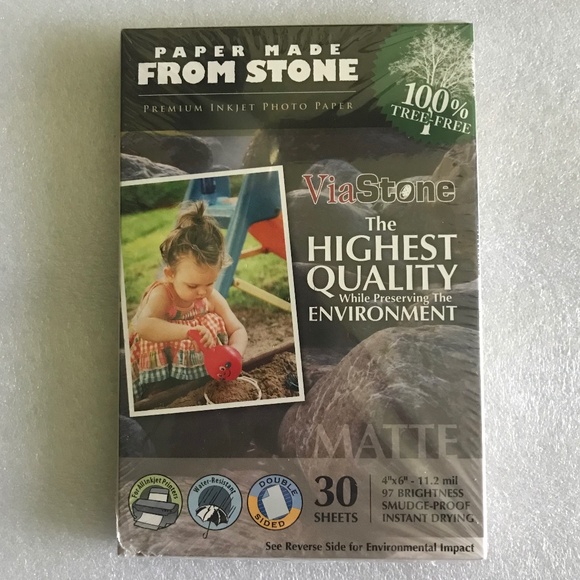 PAPER MADE
FROM STONE
PREMIUM INKJET PHOTO PAPER
100%
TREE-FREE
ViaStone
The
HIGHEST
QUALITY
While Preserving The
ENVIRONMENT
MATTE
For All Inkjet Printers
Water-Resistant
DOUBLE
SIDED
30
SHEETS
4"x6" - 11.2 mil
97 BRIGHTNESS
SMUDGE-PROOF
INSTANT DRYING
See Reverse Side for Environmental Impact